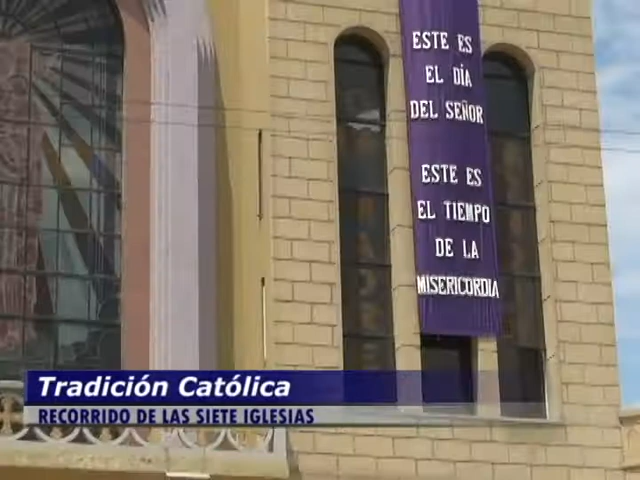 ESTE ES
EL DÍA
DEL SEÑOR
ESTE ES
EL TIEMPO
DE LA
MISERICORDIA
Tradición Católica
RECORRIDO DE LAS SIETE IGLESIAS